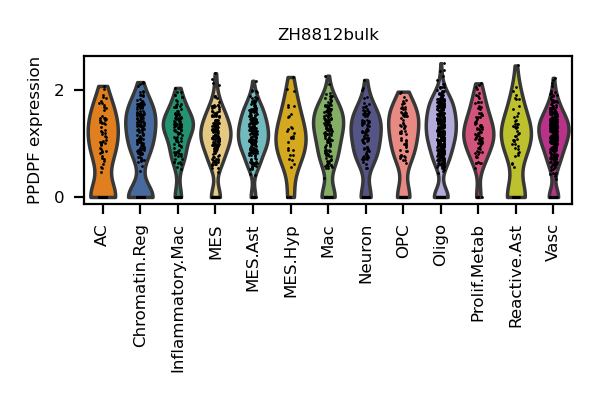 ZH8812bulk
PPDPF expression
2
0
AC
Chromatin.Reg
Inflammatory.Mac
MES
MES.Ast
MES.Hyp
Mac
Neuron
OPC
Oligo
Prolif.Metab
Reactive.Ast
Vasc